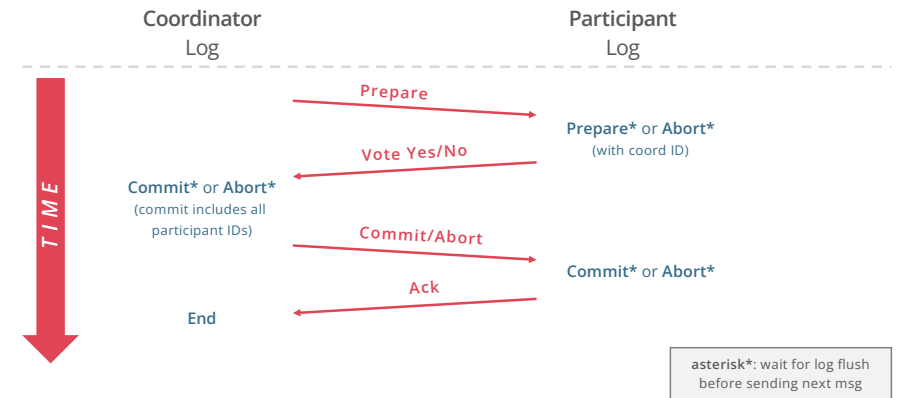 Coordinator
Log
Participant
Log
Prepare
Prepare* or Abort*
(with coord ID)
Vote Yes/No
Commit* or Abort*
(commit includes all
participant IDs)
TIME
Commit/Abort
Commit* or Abort*
Ack
End
asterisk*: wait for log flush
before sending next msg